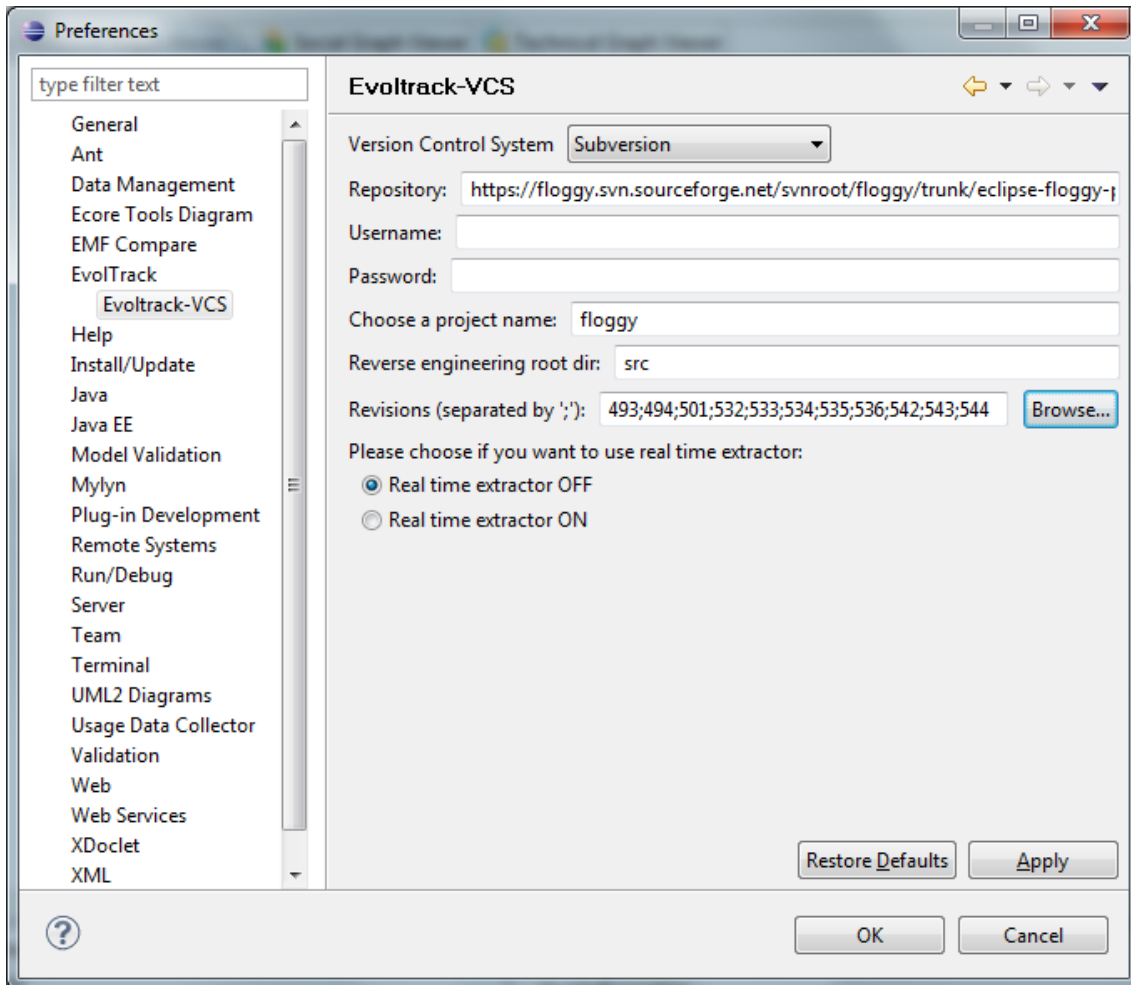 Preferences
type filter text
General
Ant
Data Management
Ecore Tools Diagram
EMF Compare
EvolTrack
Evoltrack-VCS
Help
Install/Update
Java
Java EE
Model Validation
Mylyn
Plug-in Development
Remote Systems
Run/Debug
Server
Team
Terminal
UML2 Diagrams
Usage Data Collector
Validation
Web
Web Services
XDoclet
XML
Evoltrack-VCS
Version Control System Subversion
Repository: https://floggy.svn.sourceforge.net/svnroot/floggy/trunk/eclipse-floggy-p
Username:
Password:
Choose a project name: floggy
Reverse engineering root dir: src
Revisions (separated by ';'): 493;494;501;532;533;534;535;536;542;543;544 Browse...
Please choose if you want to use real time extractor:
Real time extractor OFF
Real time extractor ON
Restore Defaults Apply
OK Cancel